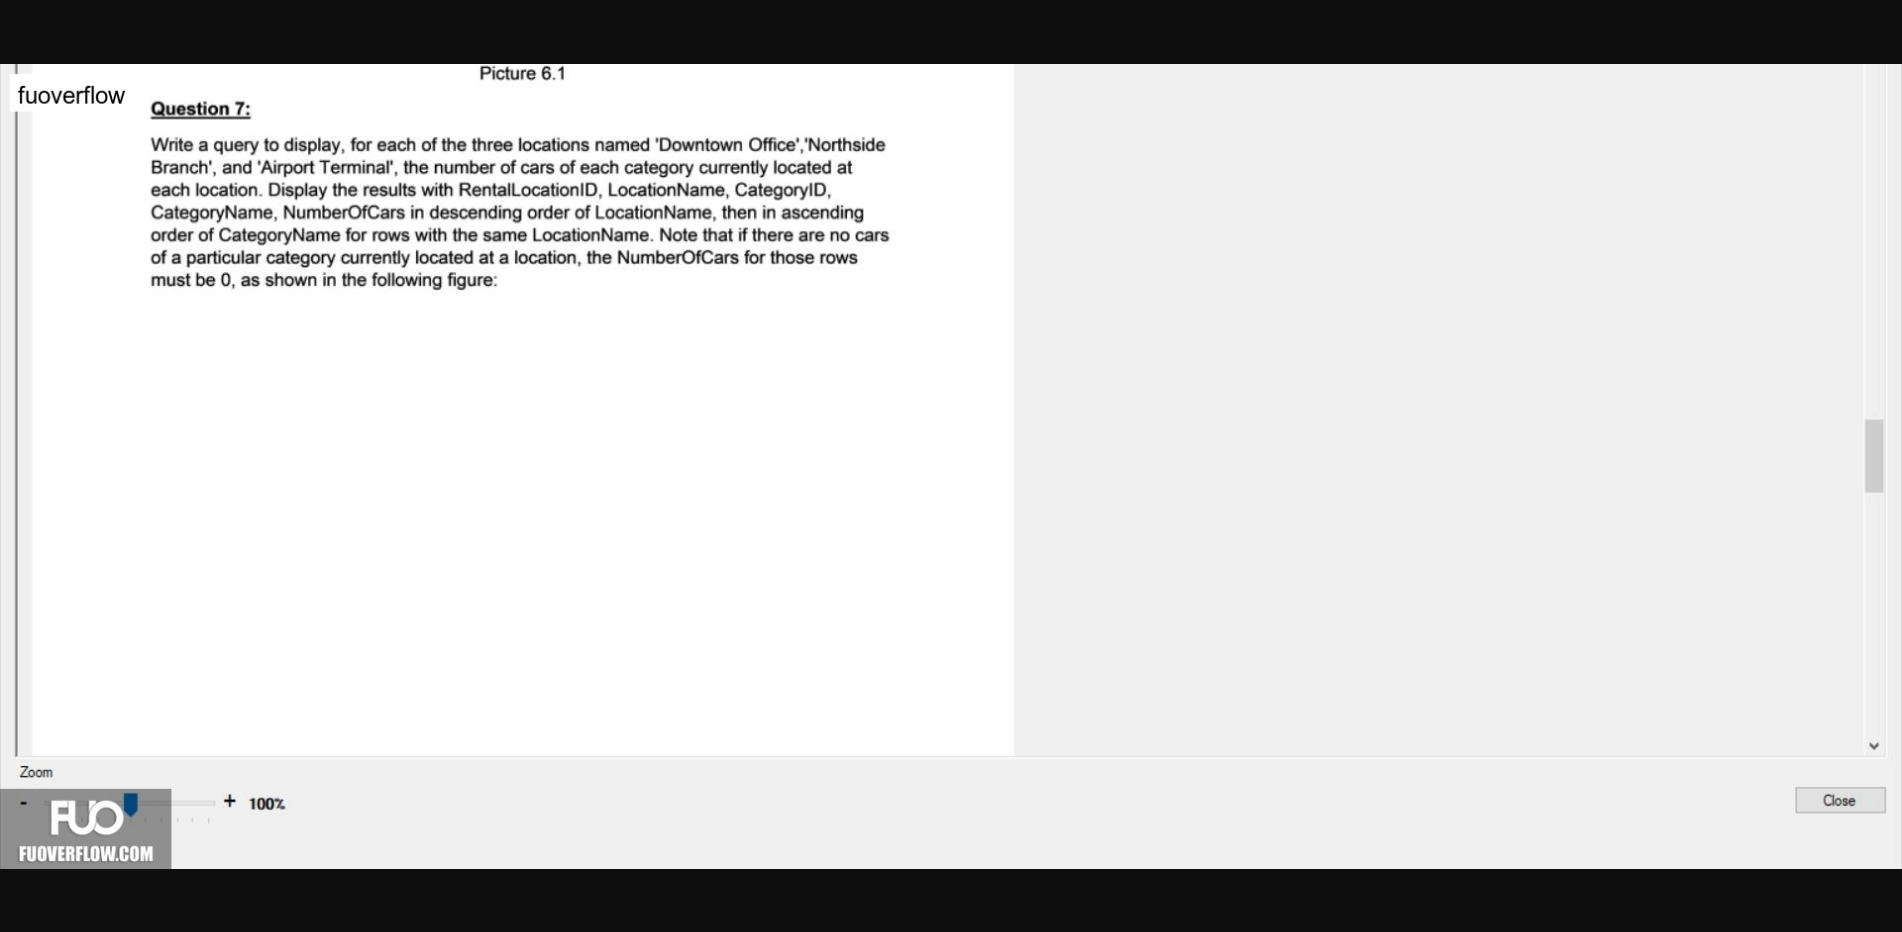 Picture 6.1
fuoverflow
Question 7:
Write a query to display, for each of the three locations named 'Downtown Office','Northside
Branch', and 'Airport Terminal', the number of cars of each category currently located at
each location. Display the results with RentalLocationID, LocationName, CategoryID,
CategoryName, NumberOfCars in descending order of LocationName, then in ascending
order of CategoryName for rows with the same LocationName. Note that if there are no cars
of a particular category currently located at a location, the NumberOfCars for those rows
must be 0, as shown in the following figure:
Zoom
- + 100%
Close
FUO
FUOVERFLOW.COM